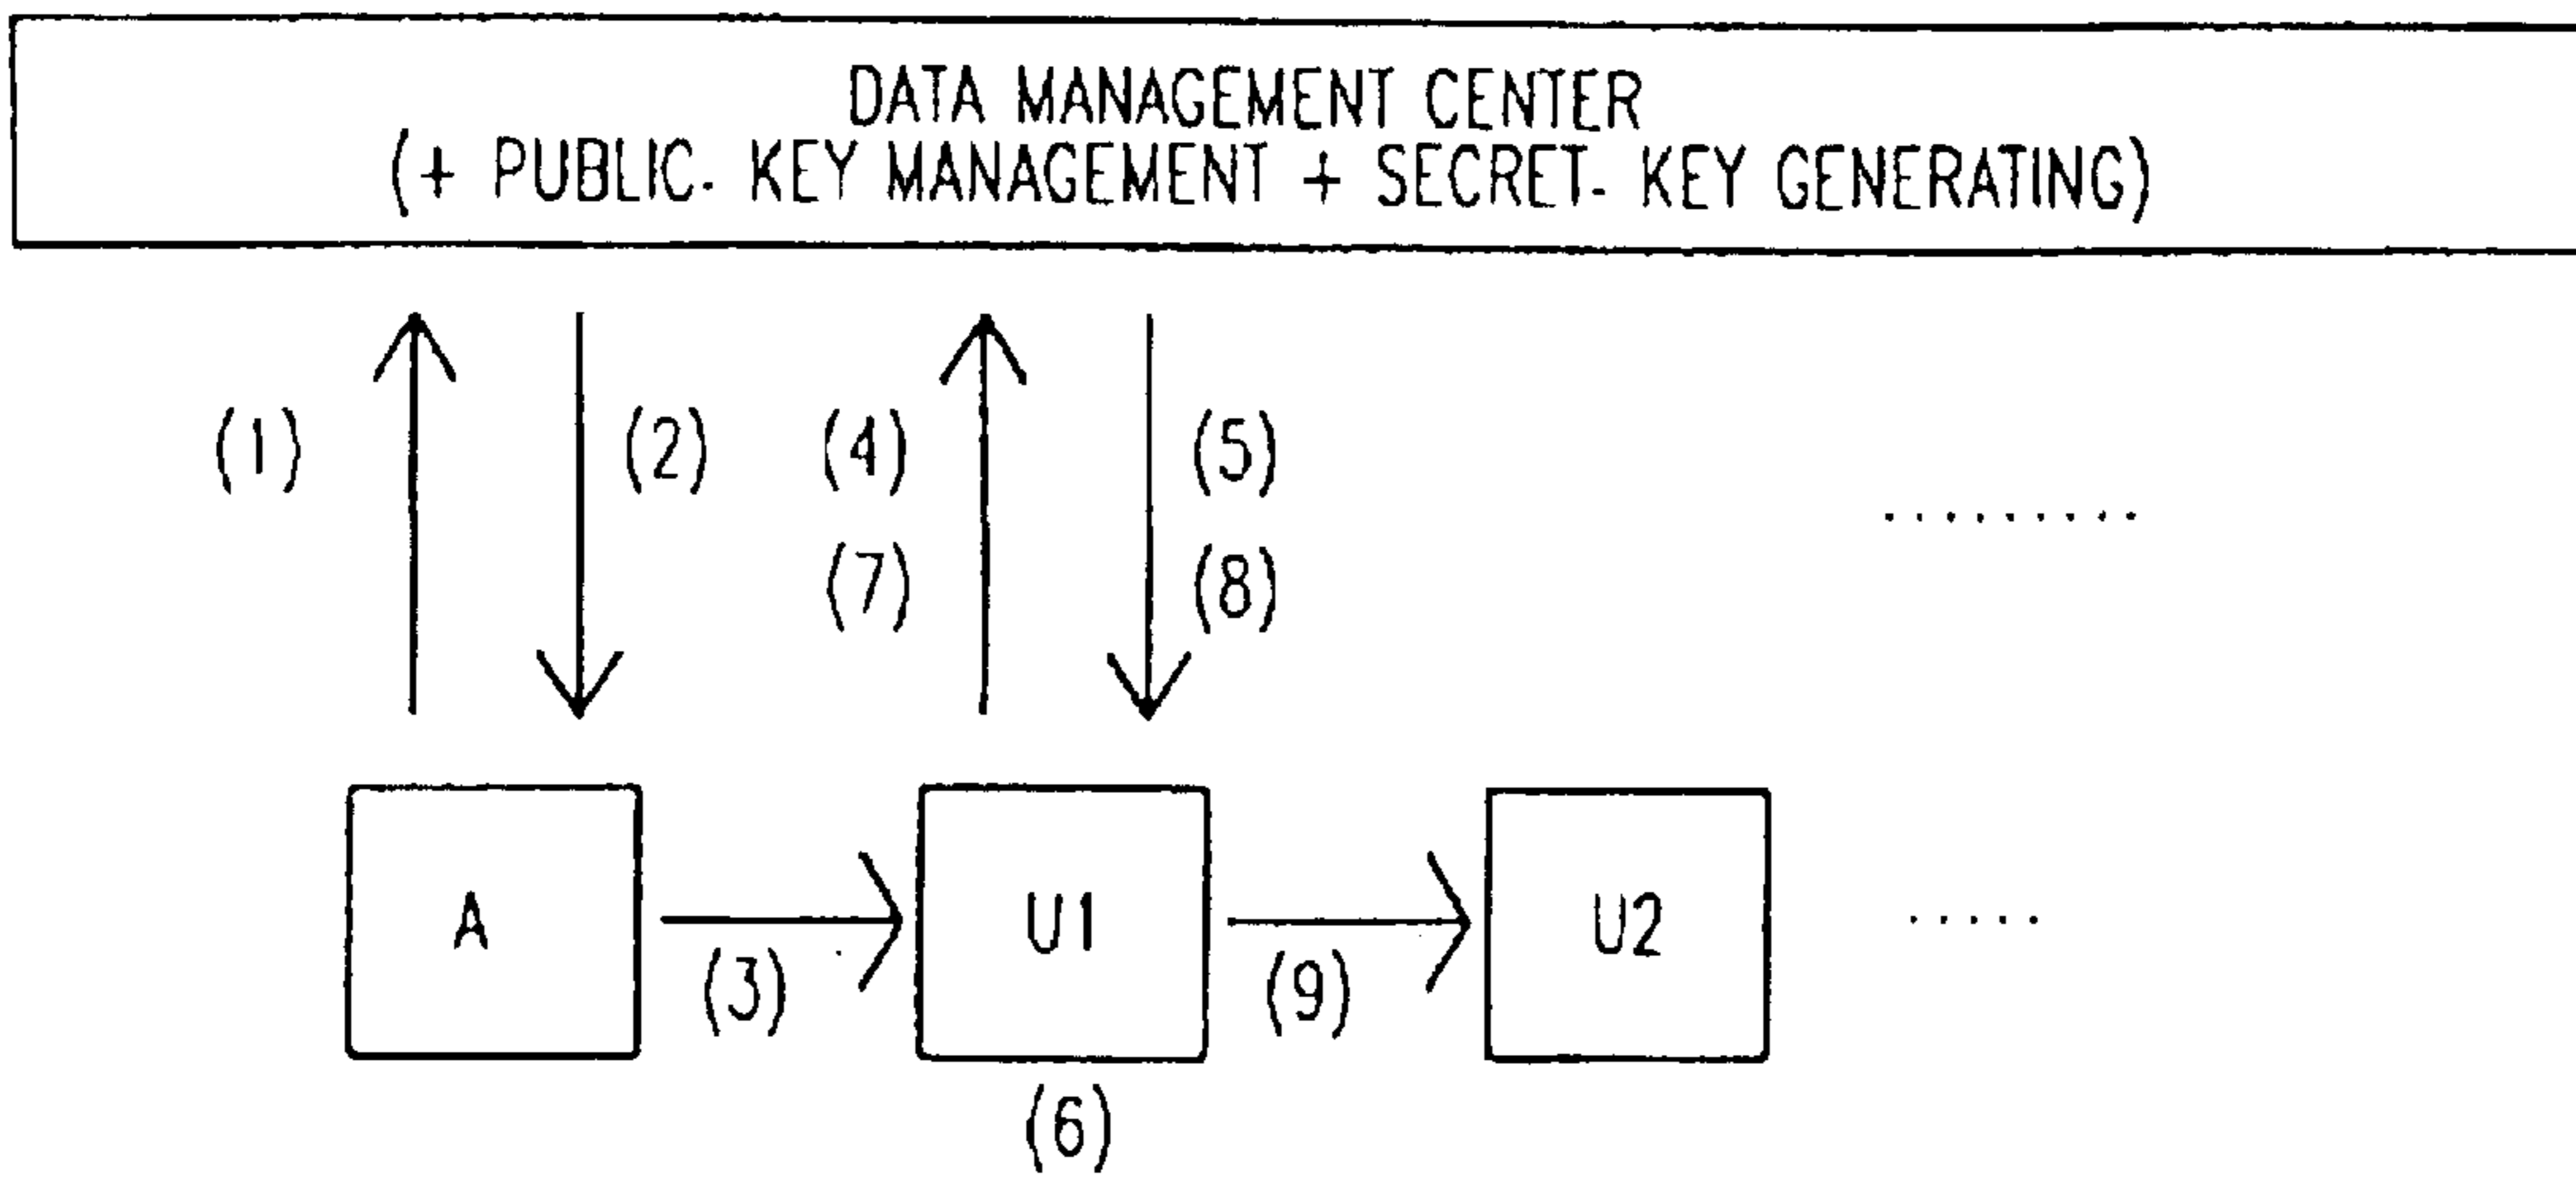 DATA MANAGEMENT CENTER
(+ PUBLIC- KEY MANAGEMENT + SECRET- KEY GENERATING)
(1) (2) (4) (5)
.........
(7) (8)
A U1 U2 .....
(3) (9)
(6)